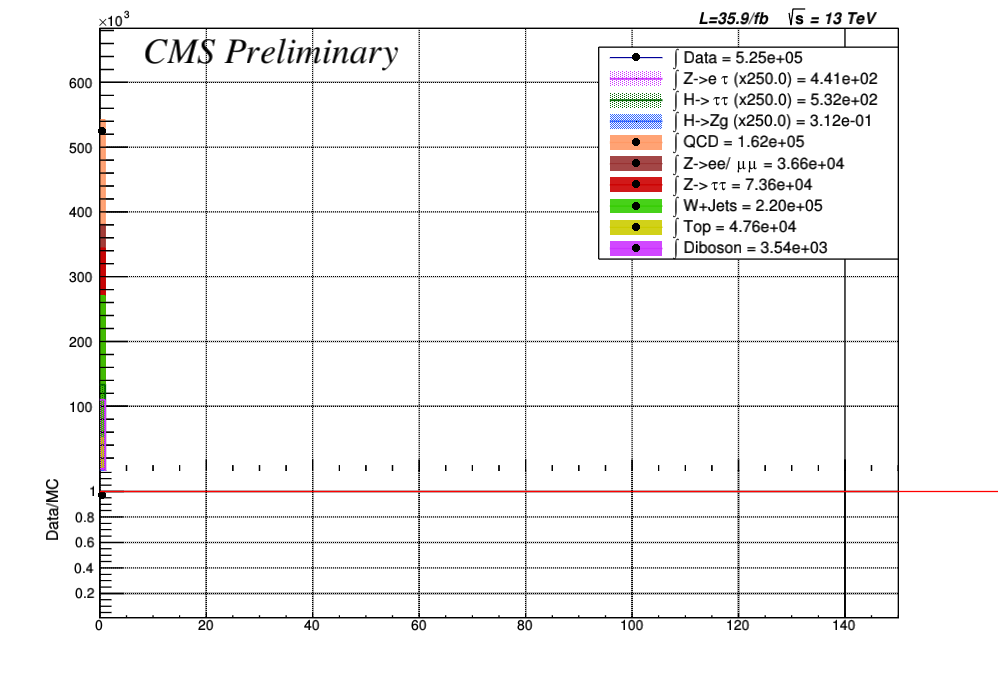 ×10³
L=35.9/fb √s = 13 TeV
CMS Preliminary
∫ Data = 5.25e+05
∫ Z->e τ (x250.0) = 4.41e+02
∫ H-> ττ (x250.0) = 5.32e+02
∫ H->Zg (x250.0) = 3.12e-01
∫ QCD = 1.62e+05
∫ Z->ee/ μμ = 3.66e+04
∫ Z-> ττ = 7.36e+04
∫ W+Jets = 2.20e+05
∫ Top = 4.76e+04
∫ Diboson = 3.54e+03
600
500
400
300
200
100
Data/MC
1
0.8
0.6
0.4
0.2
0 20 40 60 80 100 120 140